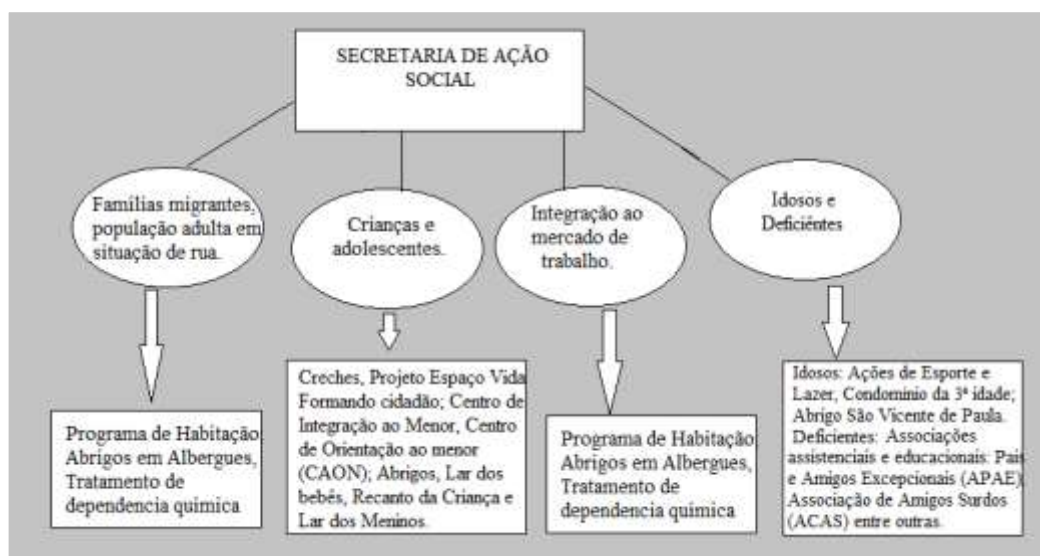 SECRETARIA DE AÇÃO
SOCIAL
Famílias migrantes,
população adulta em
situação de rua.
Crianças e
adolescentes.
Integração ao
mercado de
trabalho.
Idosos e
Deficiéntes
Programa de Habitação
Abrigos em Albergues,
Tratamento de
dependencia quimica
Creches, Projeto Espaço Vida
Formando cidadão; Centro de
Integração ao Menor, Centro
de Orientação ao menor
(CAON); Abrigos, Lar dos
bebês, Recanto da Criança e
Lar dos Meninos.
Programa de Habitação
Abrigos em Albergues,
Tratamento de
dependencia quimica
Idosos: Ações de Esporte e
Lazer, Condominio da 3ª idade;
Abrigo São Vicente de Paula.
Deficientes: Associações
assistenciais e educacionais: Pais
e Amigos Excepcionais (APAE)
Associação de Amigos Surdos
(ACAS) entre outras.